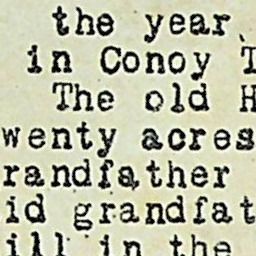 the year
in Conoy T
The old H
wenty acres
randfather
id grandfat
ill in the